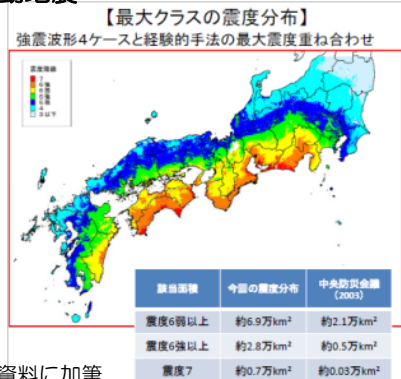 【最大クラスの震度分布】
強震波形4ケースと経験的手法の最大震度重ね合わせ
震度階級
7
6強
6弱
5強
5弱
4
3以下
該当面積 今回の震度分布 中央防災会議(2003)
震度6弱以上 約6.9万km² 約2.1万km²
震度6強以上 約2.8万km² 約0.5万km²
震度7 約0.7万km² 約0.03万km²
資料に加筆